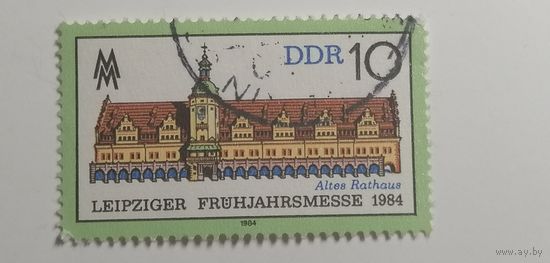 MM
DDR 10
Altes Rathaus
LEIPZIGER FRÜHJAHRSMESSE 1984
1984
www.ay.by